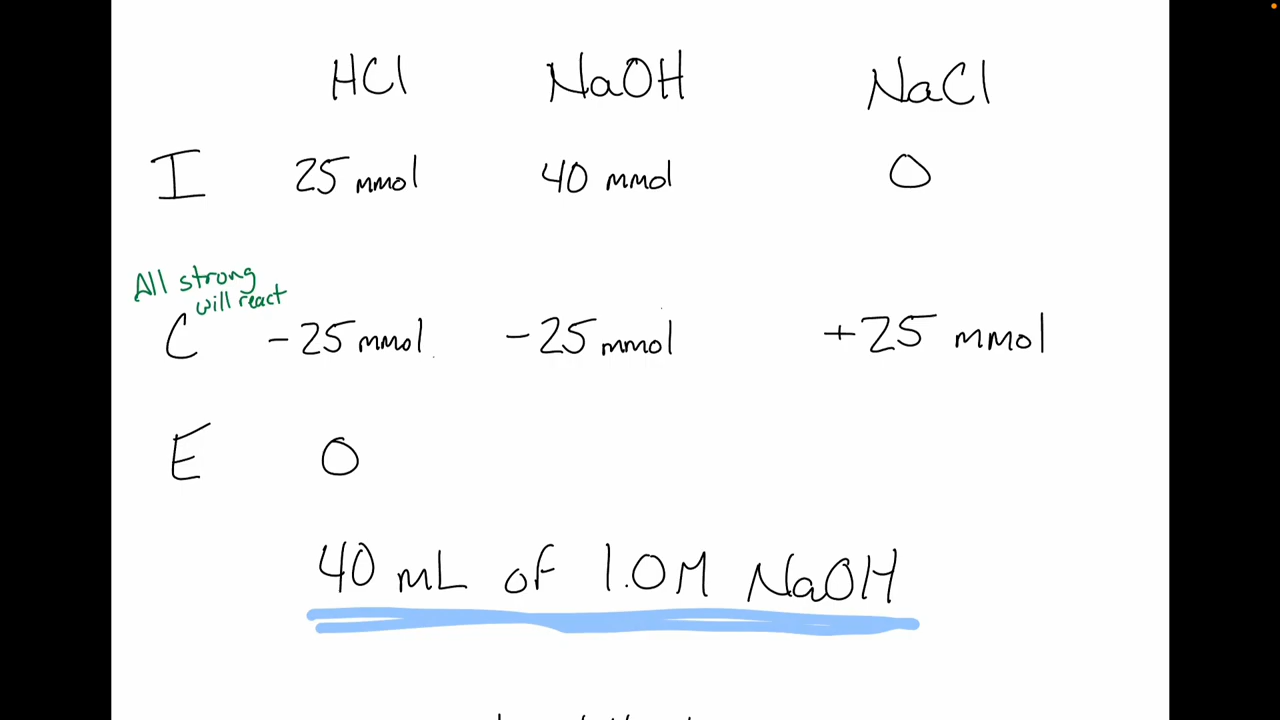 HCl NaOH NaCl
I 25 mmol 40 mmol 0
All strong
will react
C -25 mmol -25 mmol +25 mmol
E 0
40 mL of 1.0M NaOH